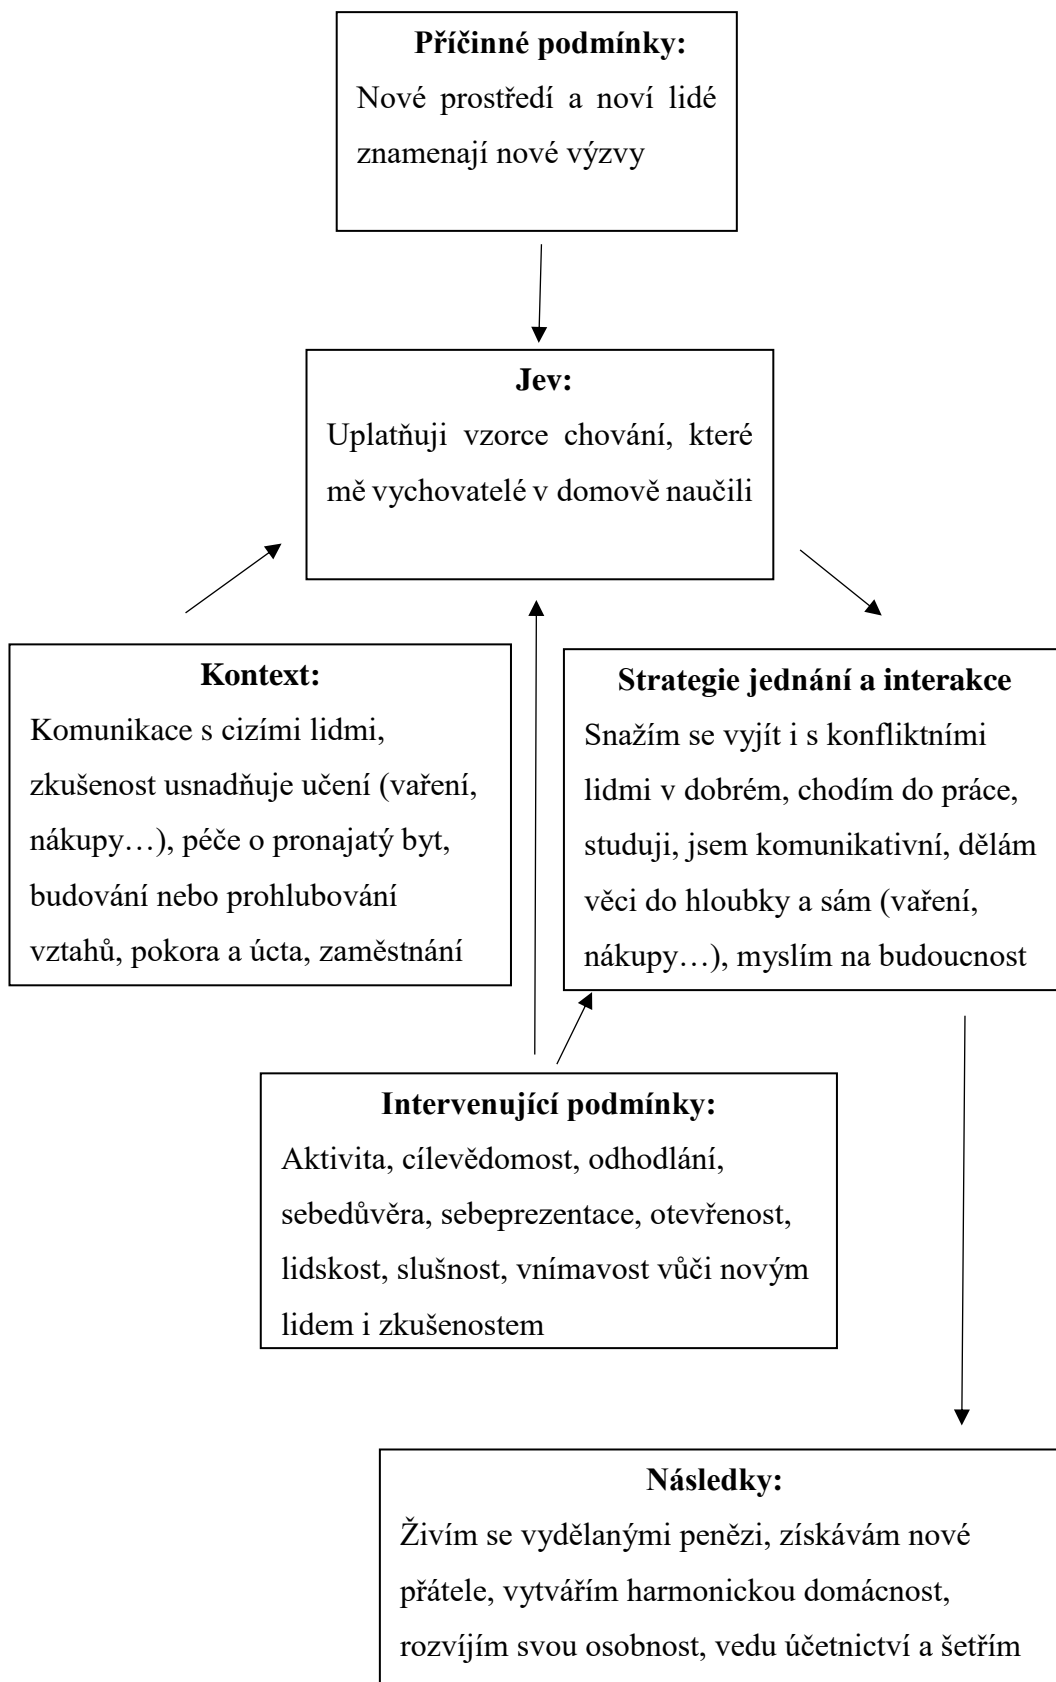 Příčinné podmínky:
Nové prostředí a noví lidé
znamenají nové výzvy
Jev:
Uplatňuji vzorce chování, které
mě vychovatelé v domově naučili
Kontext:
Komunikace s cizími lidmi,
zkušenost usnadňuje učení (vaření,
nákupy…), péče o pronajatý byt,
budování nebo prohlubování
vztahů, pokora a úcta, zaměstnání
Strategie jednání a interakce
Snažím se vyjít i s konfliktními
lidmi v dobrém, chodím do práce,
studuji, jsem komunikativní, dělám
věci do hloubky a sám (vaření,
nákupy…), myslím na budoucnost
Intervenující podmínky:
Aktivita, cílevědomost, odhodlání,
sebedůvěra, sebeprezentace, otevřenost,
lidskost, slušnost, vnímavost vůči novým
lidem i zkušenostem
Následky:
Živím se vydělanými penězi, získávám nové
přátele, vytvářím harmonickou domácnost,
rozvíjím svou osobnost, vedu účetnictví a šetřím